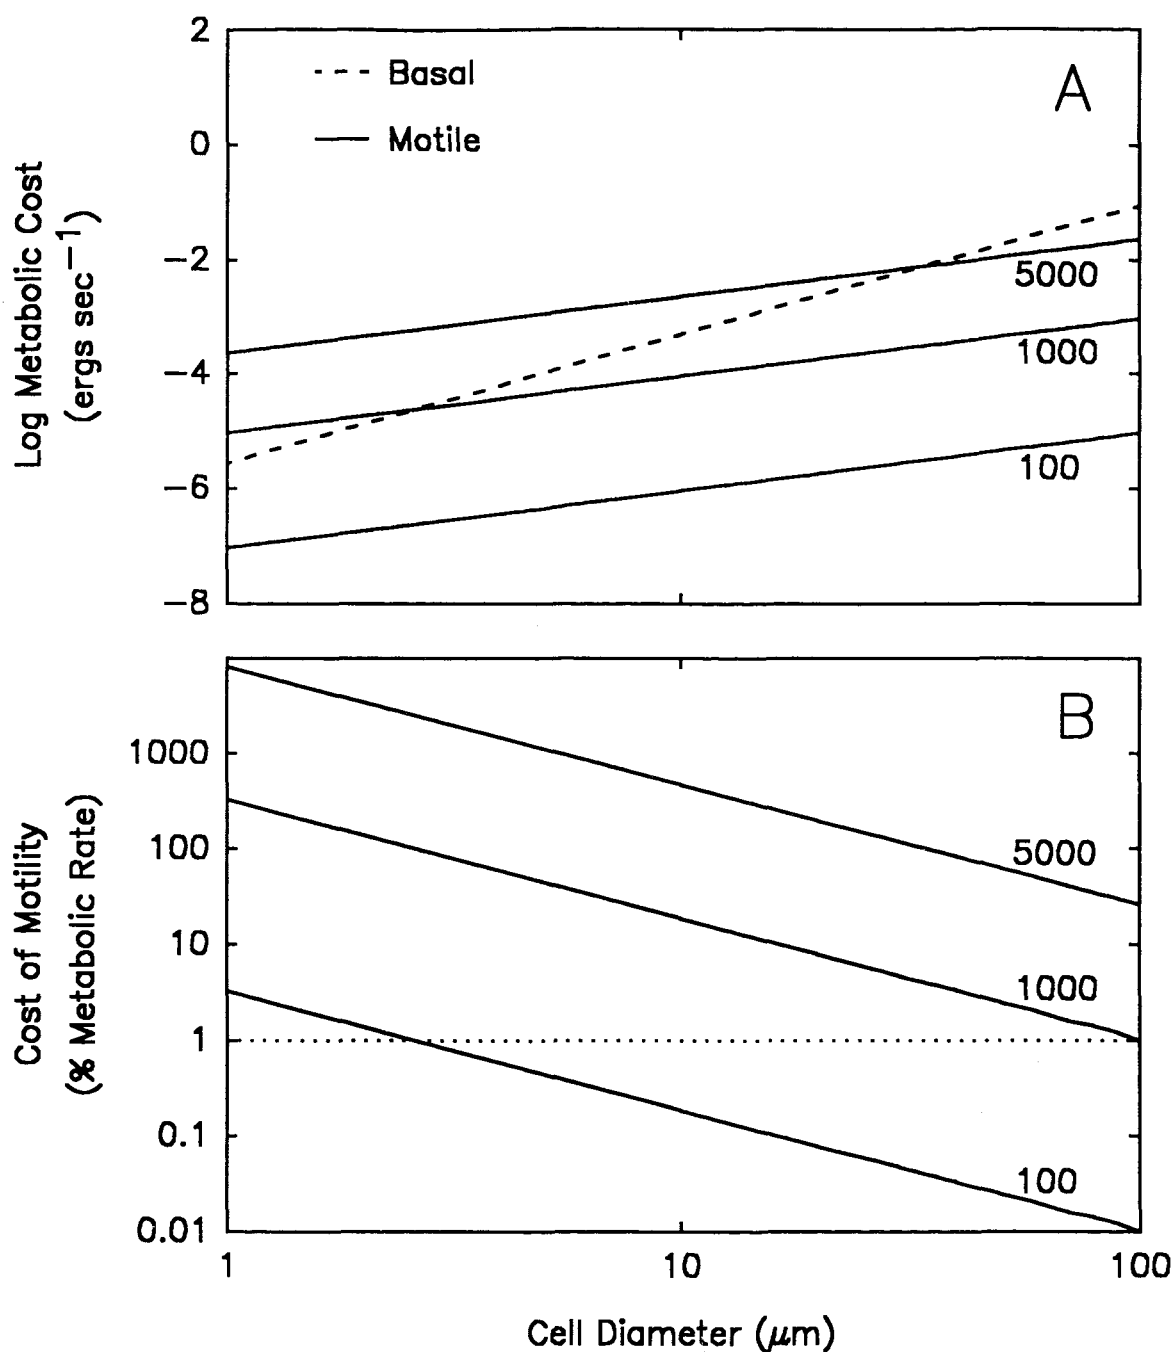 2
0
−2
−4
−6
−8
Log Metabolic Cost
(ergs sec−1)
Basal
Motile
A
5000
1000
100
1000
100
10
1
0.1
0.01
Cost of Motility
(% Metabolic Rate)
B
5000
1000
100
1
10
100
Cell Diameter (μm)